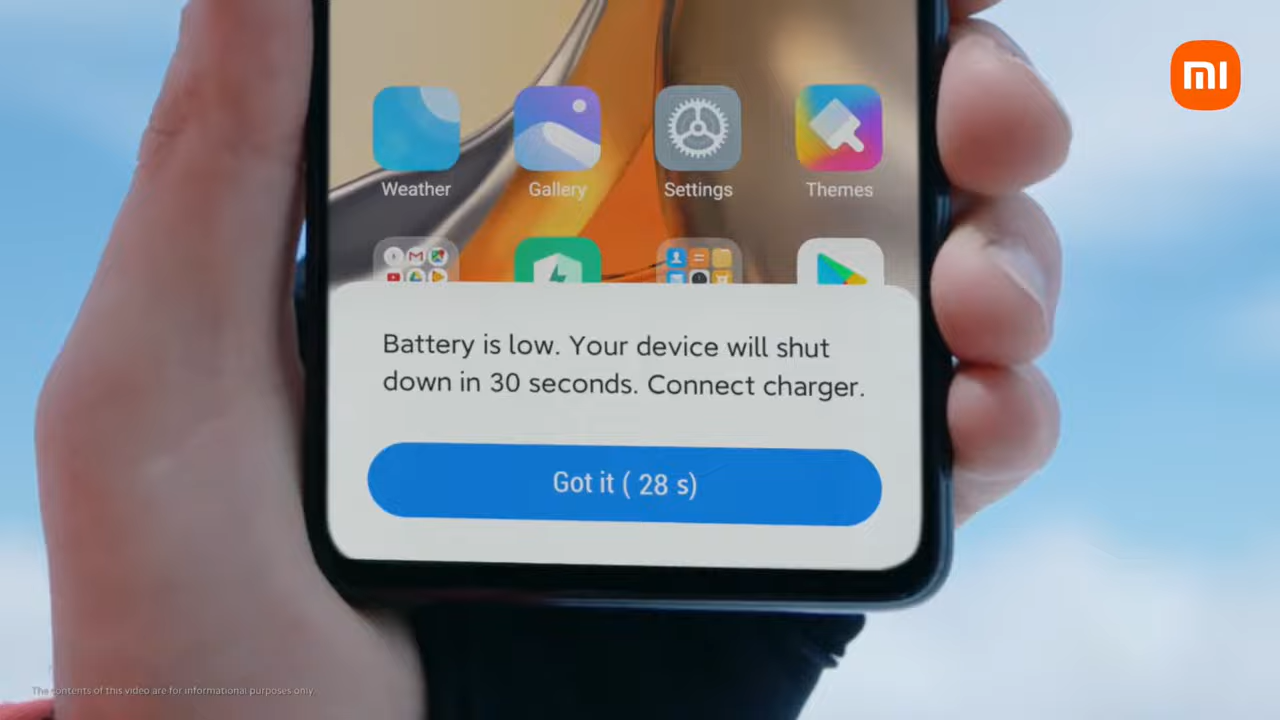 mi
Weather
Gallery
Settings
Themes
Battery is low. Your device will shut
down in 30 seconds. Connect charger.
Got it ( 28 s)
The contents of this video are for informational purposes only.